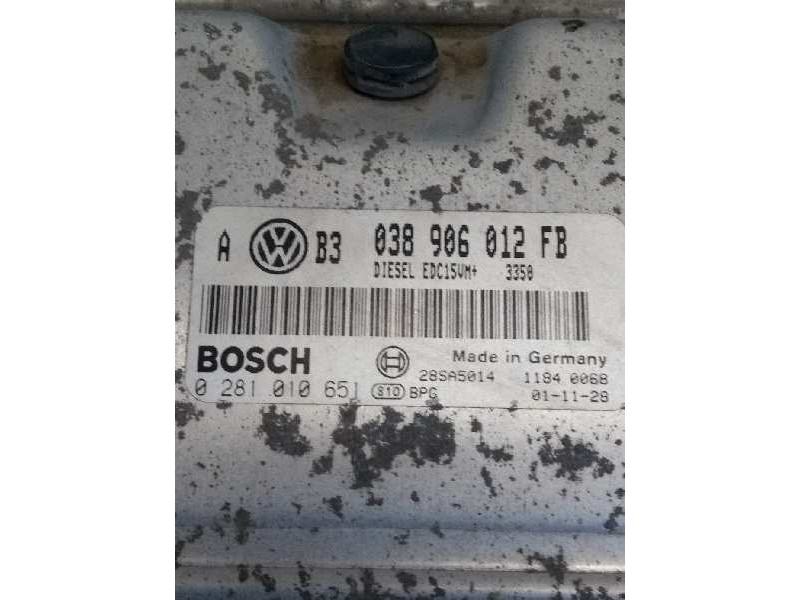 A B3 038 906 012 FB
DIESEL EDC15VM+ 3350
BOSCH Made in Germany
28SA5014 1184 0068
0 281 010 651 810 BPG 01-11-28